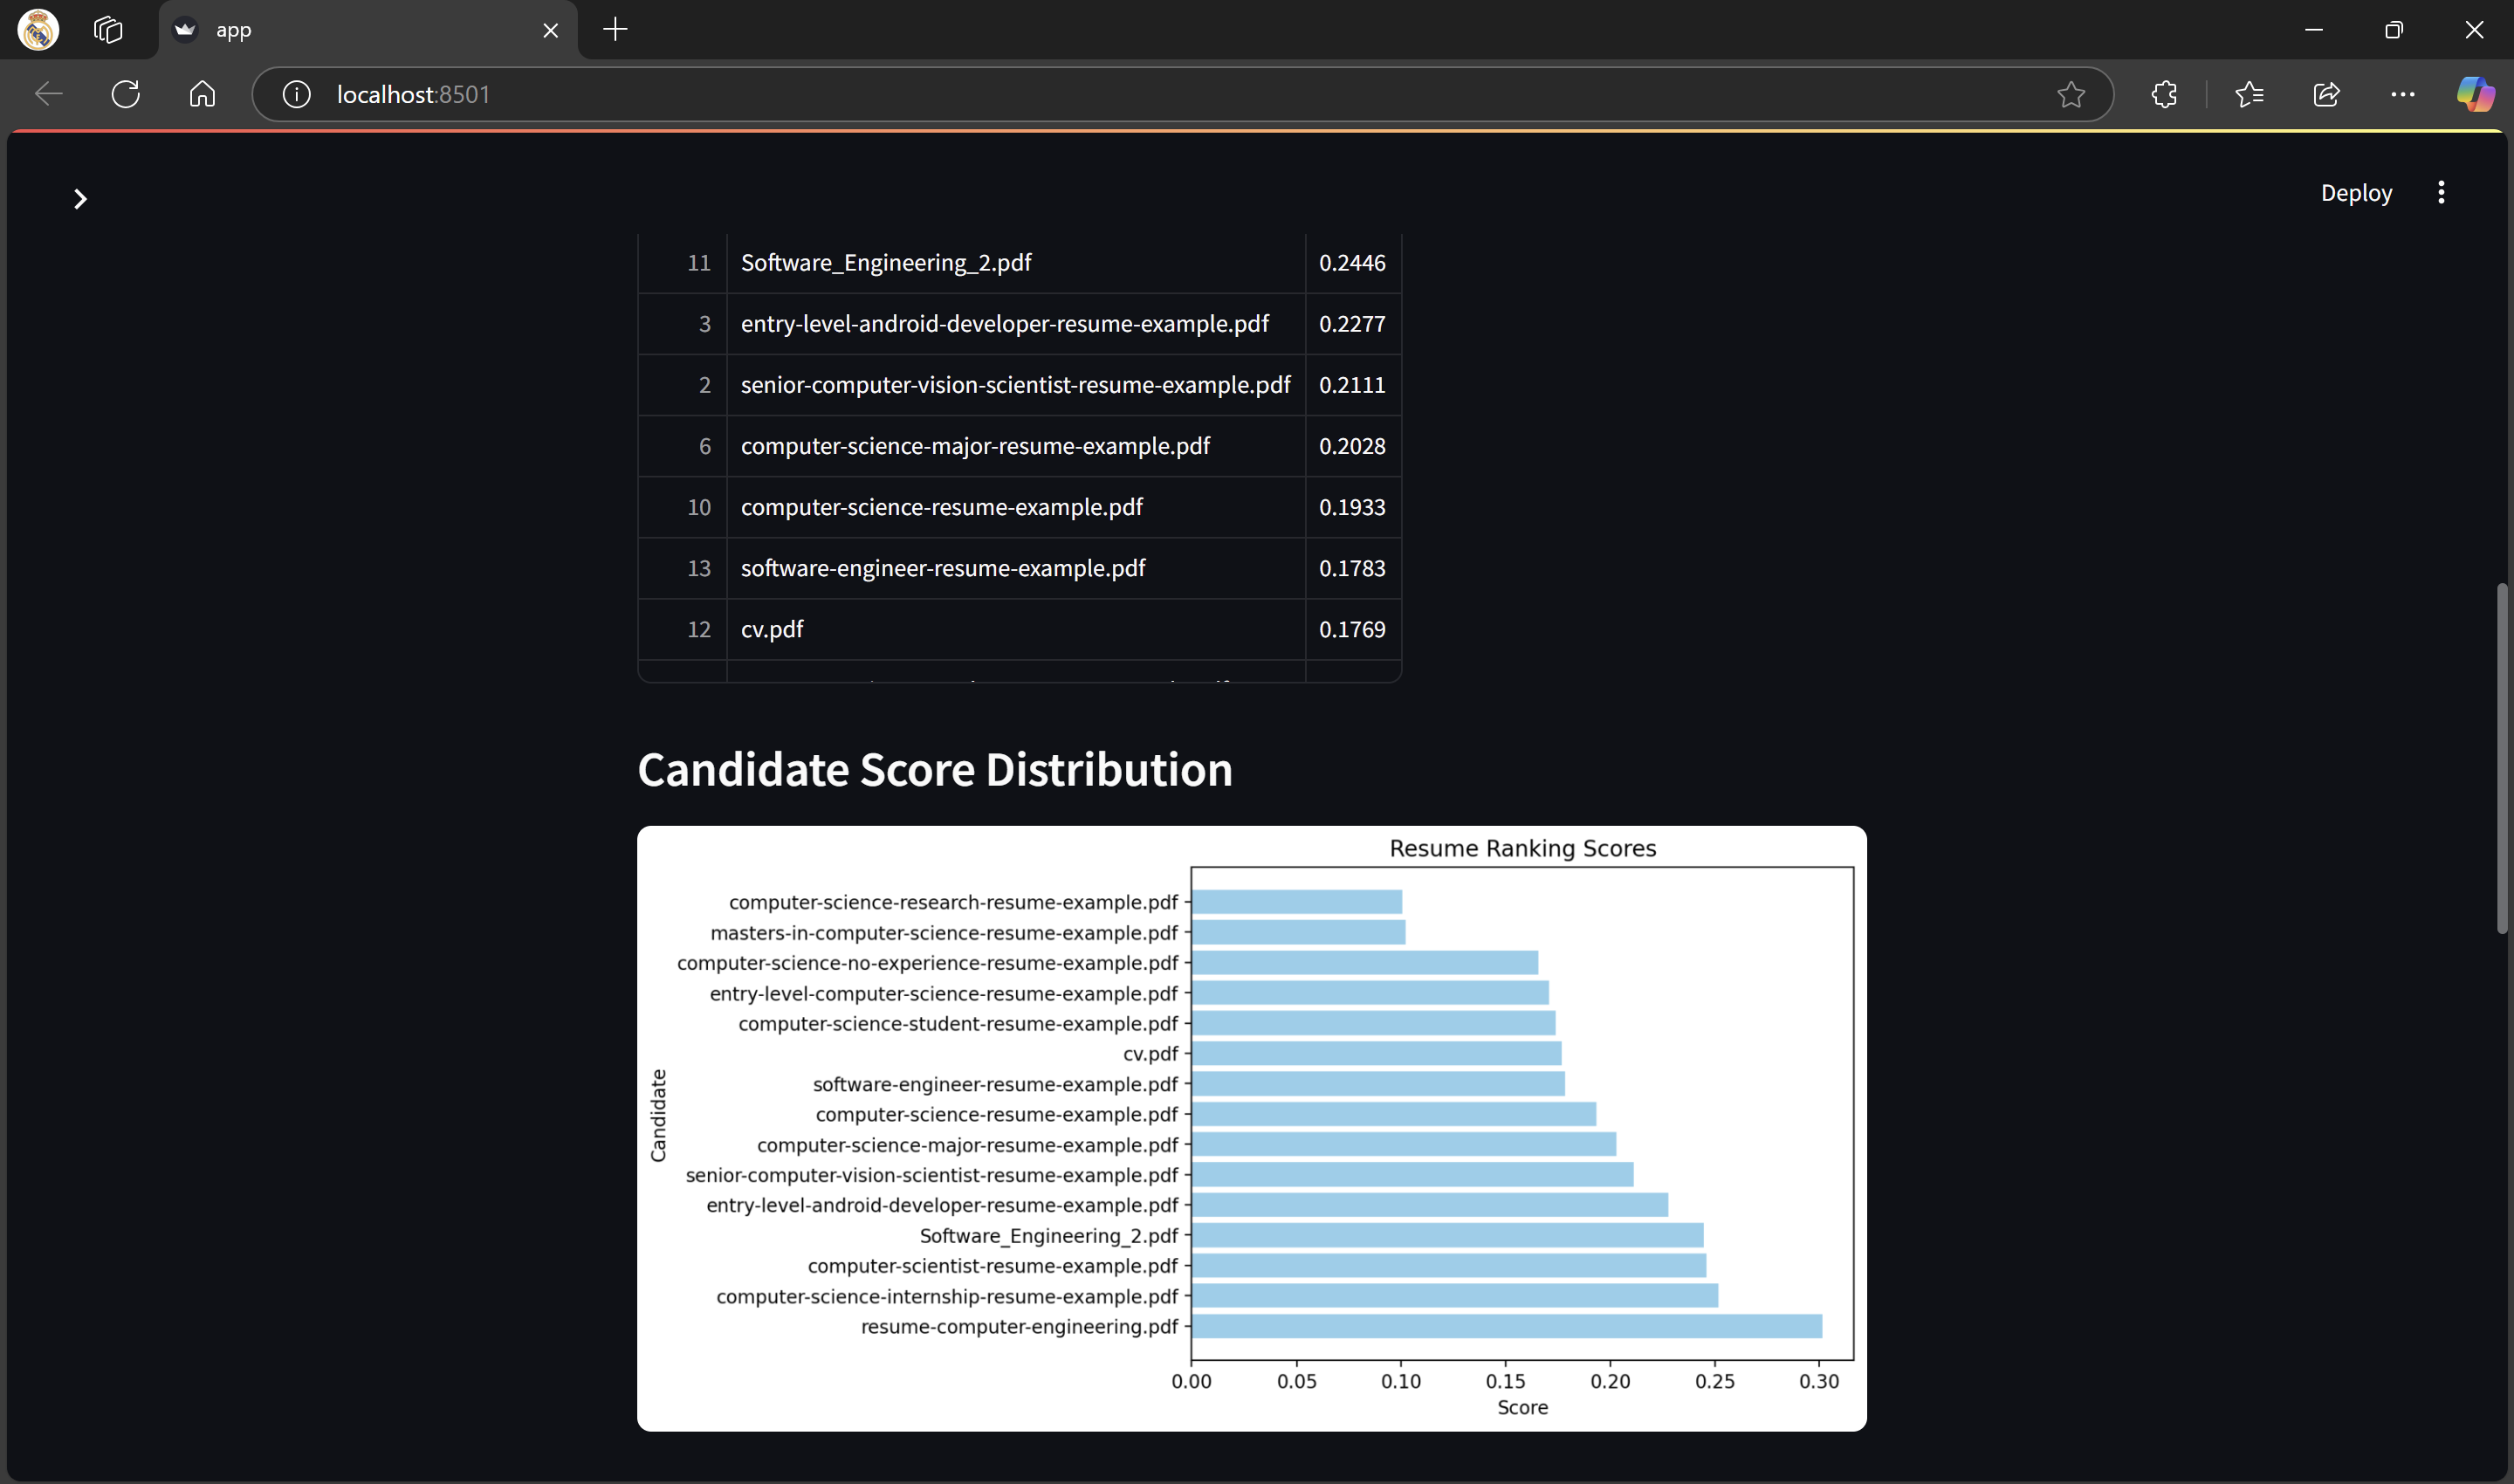 app
localhost:8501
Deploy
11 Software_Engineering_2.pdf 0.2446
3 entry-level-android-developer-resume-example.pdf 0.2277
2 senior-computer-vision-scientist-resume-example.pdf 0.2111
6 computer-science-major-resume-example.pdf 0.2028
10 computer-science-resume-example.pdf 0.1933
13 software-engineer-resume-example.pdf 0.1783
12 cv.pdf 0.1769
Candidate Score Distribution
Resume Ranking Scores
Candidate
computer-science-research-resume-example.pdf
masters-in-computer-science-resume-example.pdf
computer-science-no-experience-resume-example.pdf
entry-level-computer-science-resume-example.pdf
computer-science-student-resume-example.pdf
cv.pdf
software-engineer-resume-example.pdf
computer-science-resume-example.pdf
computer-science-major-resume-example.pdf
senior-computer-vision-scientist-resume-example.pdf
entry-level-android-developer-resume-example.pdf
Software_Engineering_2.pdf
computer-scientist-resume-example.pdf
computer-science-internship-resume-example.pdf
resume-computer-engineering.pdf
0.00 0.05 0.10 0.15 0.20 0.25 0.30
Score